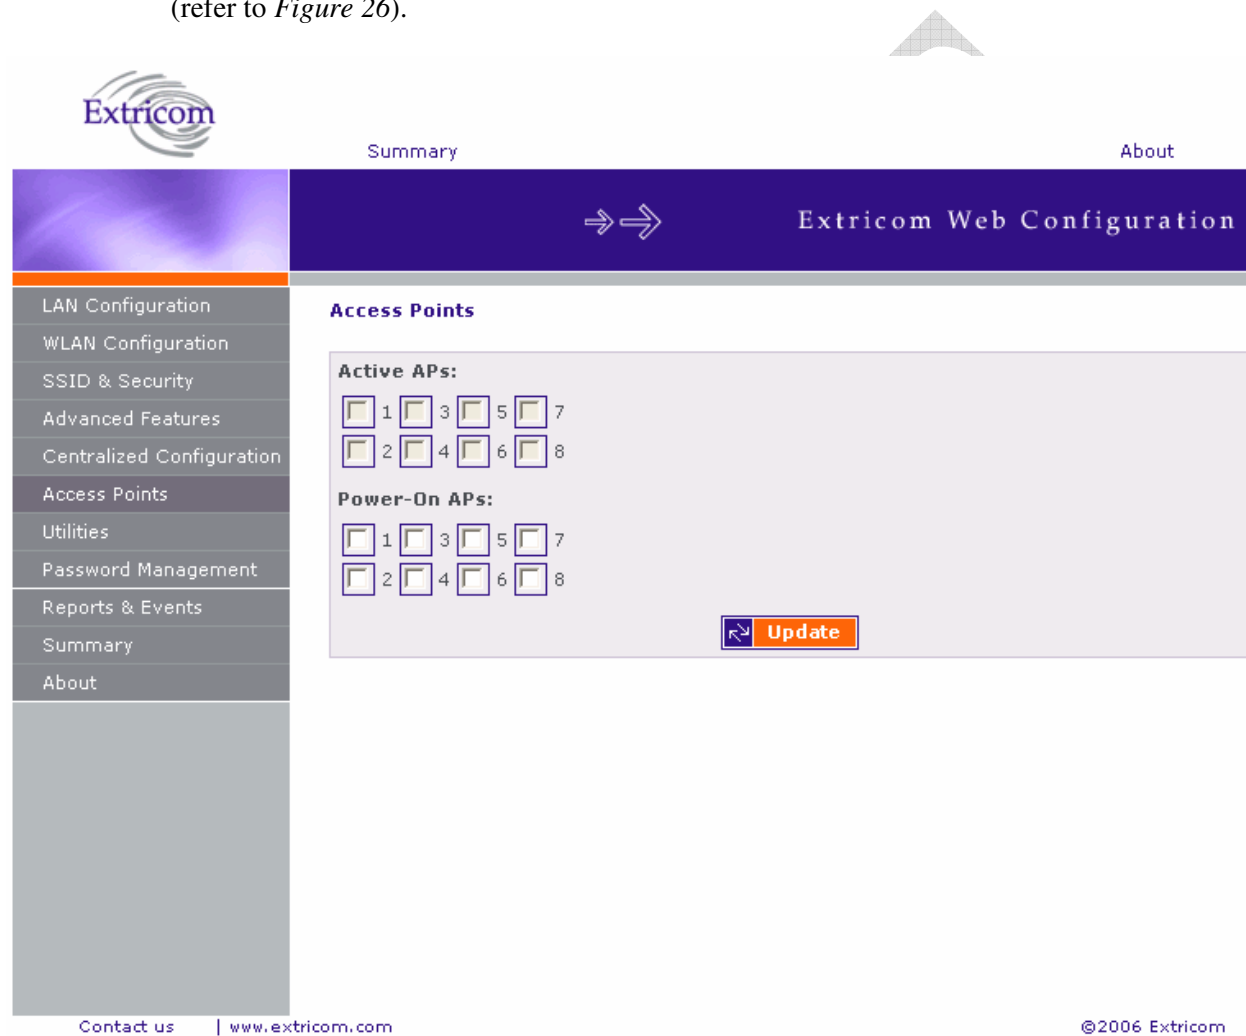 (refer to Figure 26).
Extricom
Summary About
Extricom Web Configuration
LAN Configuration
WLAN Configuration
SSID & Security
Advanced Features
Centralized Configuration
Access Points
Utilities
Password Management
Reports & Events
Summary
About
Access Points
Active APs:
1 3 5 7
2 4 6 8
Power-On APs:
1 3 5 7
2 4 6 8
Update
Contact us | www.extricom.com ©2006 Extricom